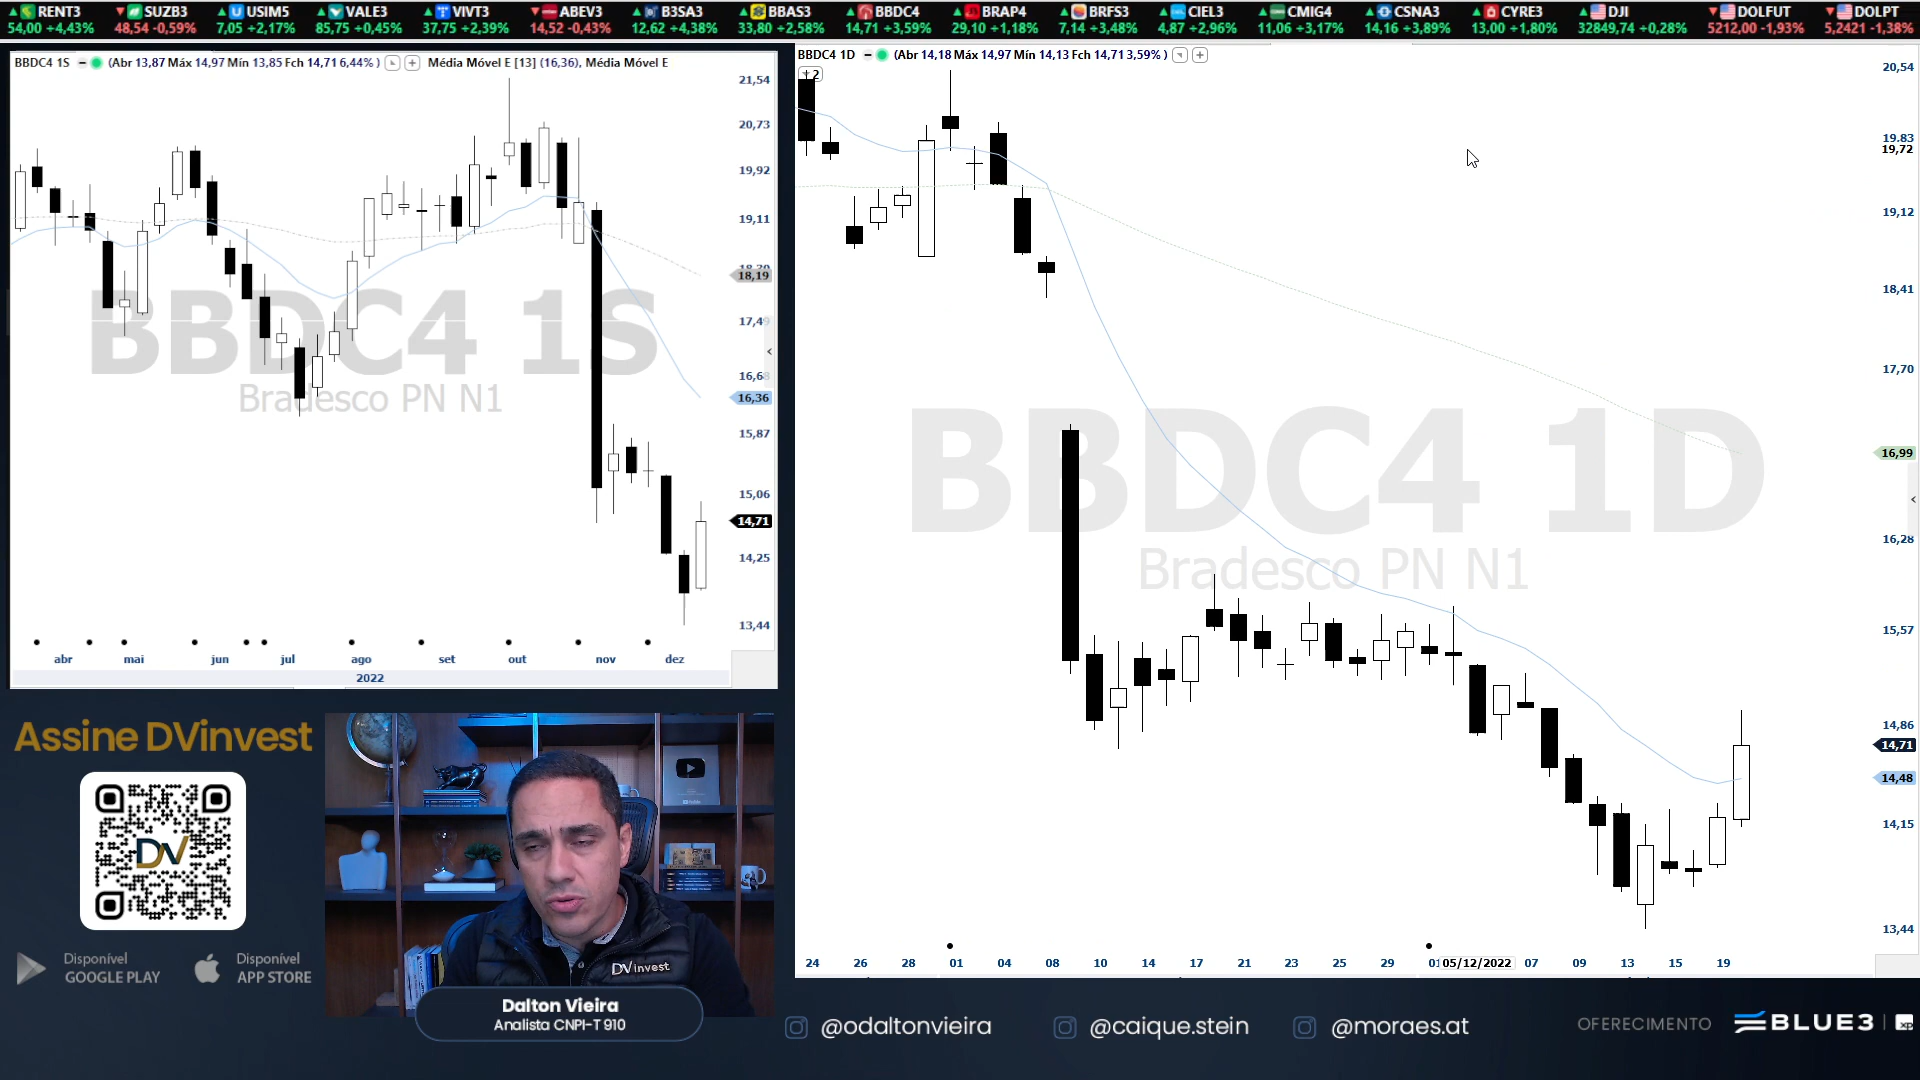 RENT3 SUZB3 USIM5 VALE3 VIVT3 ABEV3 B3SA3 BBAS3 BBDC4 BRAP4 BRFS3 CIEL3 CMIG4 CSNA3 CYRE3 DJI DOLFUT DOLPT
54,00 +4,43% 48,54 -0,59% 7,05 +2,17% 85,75 +0,45% 37,75 +2,39% 14,52 -0,43% 12,62 +4,38% 33,80 +2,58% 14,71 +3,59% 29,10 +1,18% 7,14 +3,48% 4,87 +2,96% 11,06 +3,17% 14,16 +3,89% 13,00 +1,80% 32849,74 +0,28% 5212,00 -1,93% 5,2421 -1,38%
BBDC4 1S (Abr 13,87 Máx 14,97 Mín 13,85 Fch 14,71 6,44% ) Média Móvel E [13] (16,36), Média Móvel E
21,54
20,73
19,92
19,11
18,19
17,49
16,36
15,87
15,06
14,71
14,25
13,44
BBDC4 1S
Bradesco PN N1
abr mai jun jul ago set out nov dez
2022
BBDC4 1D (Abr 14,18 Máx 14,97 Mín 14,13 Fch 14,71 3,59% )
2
20,54
19,83
19,72
19,12
18,41
17,70
16,99
16,28
15,57
14,86
14,71
14,48
14,15
13,44
BBDC4 1D
Bradesco PN N1
24 26 28 01 04 08 10 14 17 21 23 25 29 05/12/2022 07 09 13 15 19
Assine DVinvest
DV
Disponível
GOOGLE PLAY
Disponível
APP STORE
DVinvest
Dalton Vieira
Analista CNPI-T 910
@odaltonvieira @caique.stein @moraes.at
OFERECIMENTO BLUE3 xp